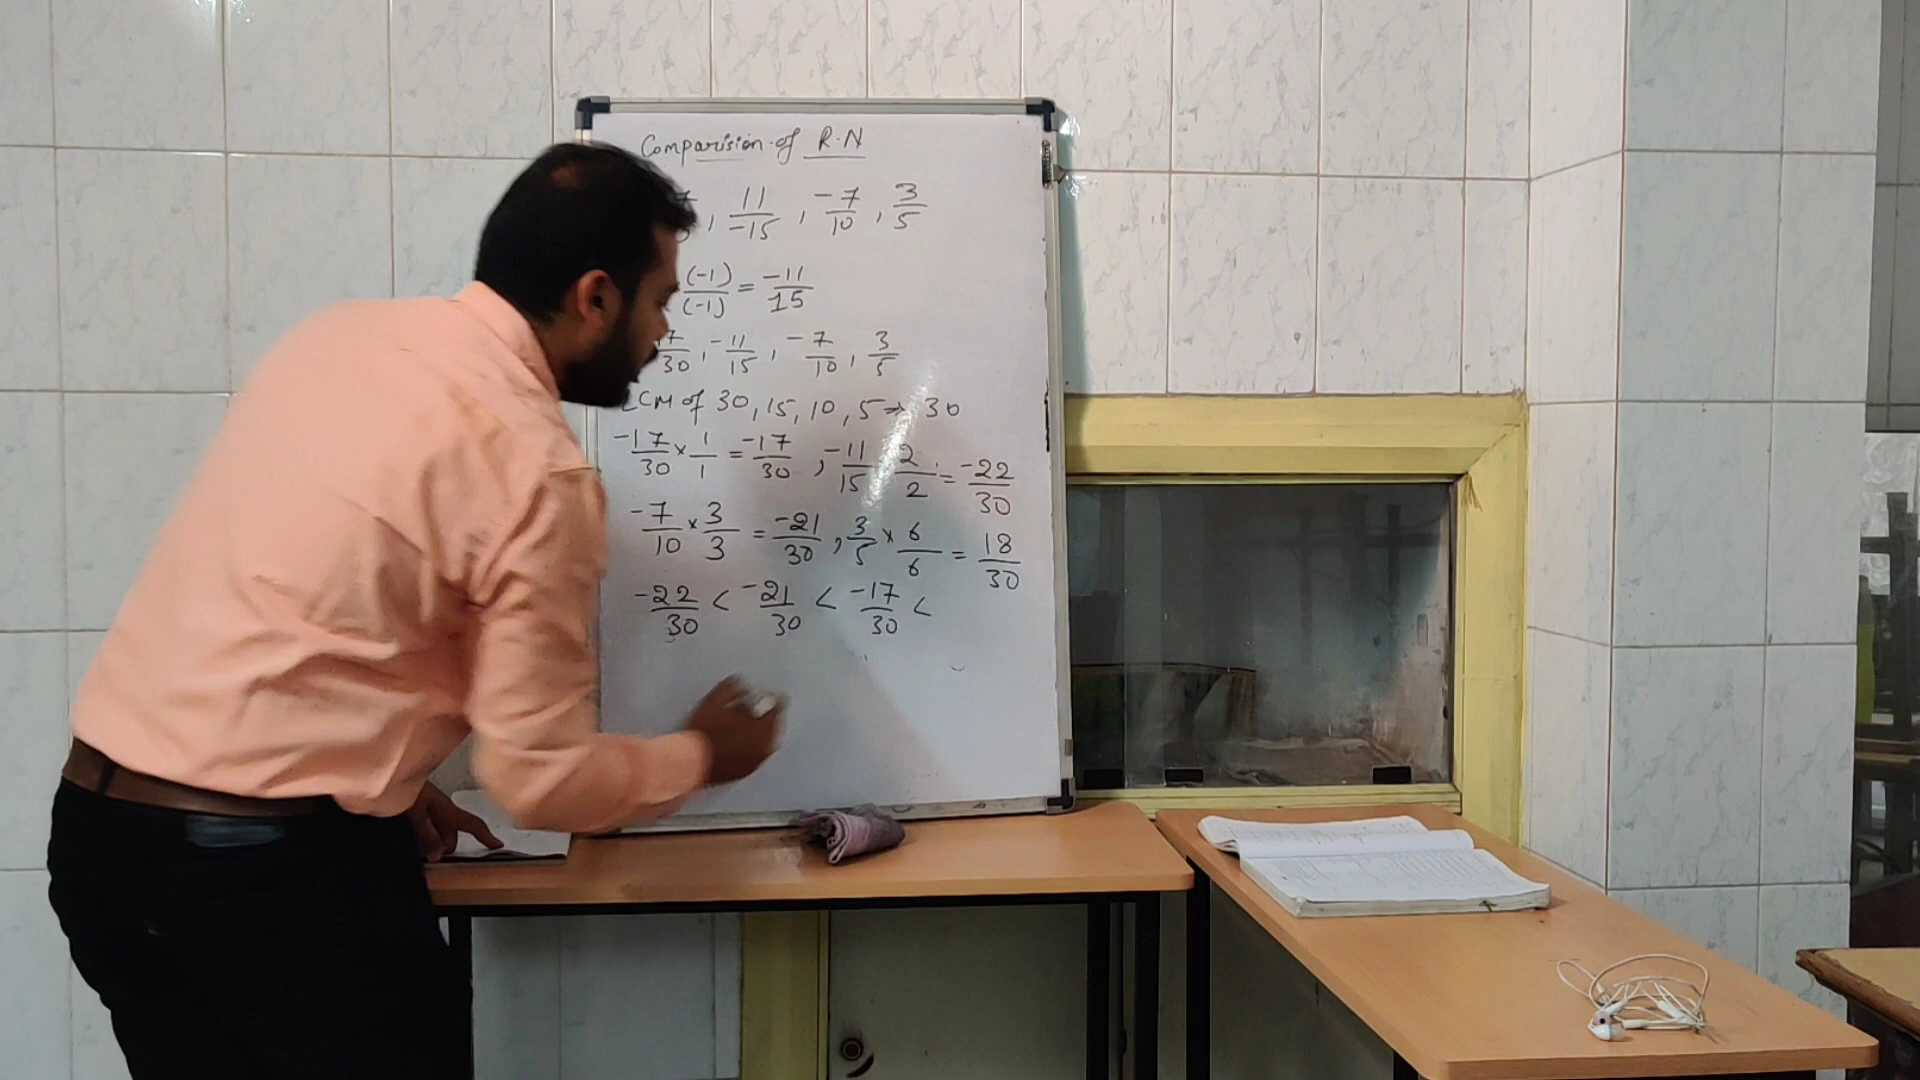 Comparision of R.N
, 11/-15 , -7/10 , 3/5
(-1)/(-1) = -11/15
17/30 , -11/15 , -7/10 , 3/5
LCM of 30, 15, 10, 5 → 30
-17/30 × 1/1 = -17/30 , -11/15 × 2/2 = -22/30
-7/10 × 3/3 = -21/30 , 3/5 × 6/6 = 18/30
-22/30 < -21/30 < -17/30 <